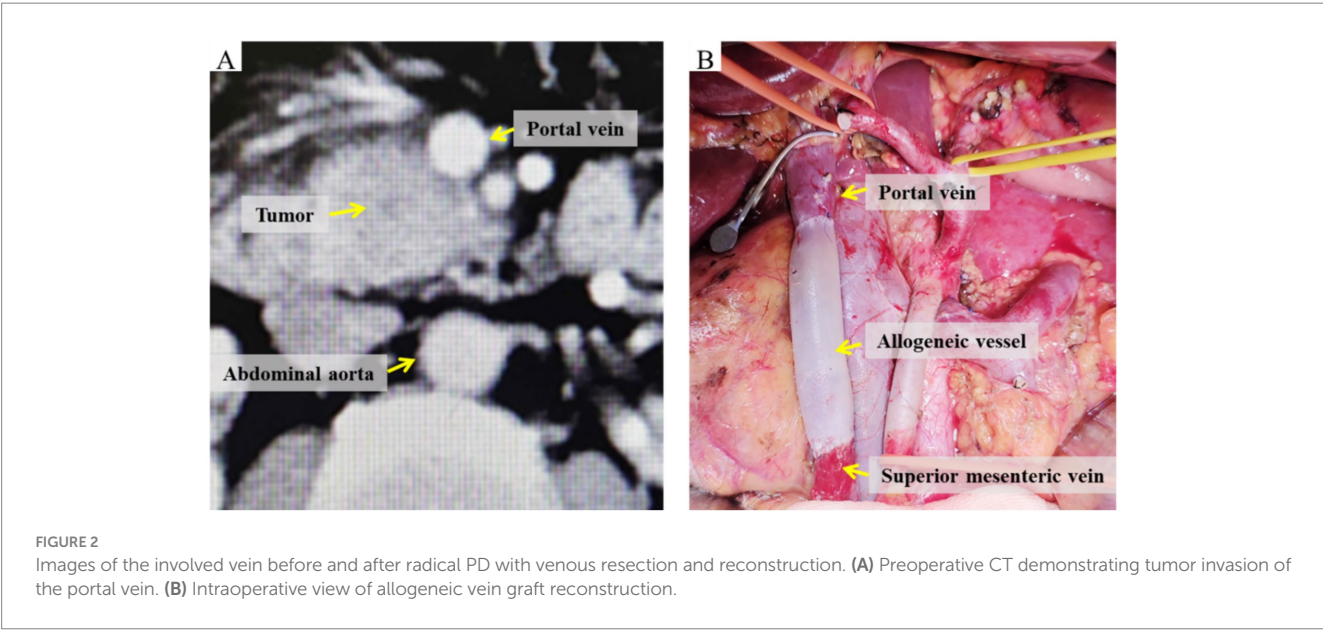 A
Portal vein
Tumor
Abdominal aorta
B
Portal vein
Allogeneic vessel
Superior mesenteric vein
FIGURE 2
Images of the involved vein before and after radical PD with venous resection and reconstruction. (A) Preoperative CT demonstrating tumor invasion of
the portal vein. (B) Intraoperative view of allogeneic vein graft reconstruction.